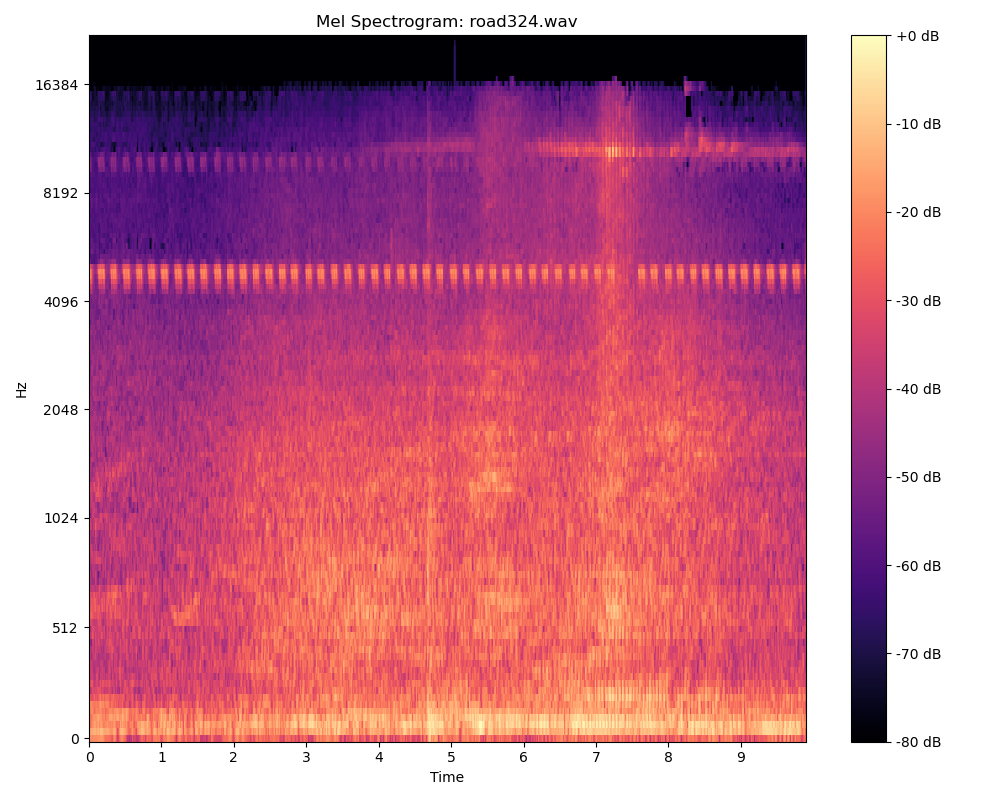 Mel Spectrogram: road324.wav
+0 dB
16384
-10 dB
8192
-20 dB
4096
-30 dB
Hz
2048
-40 dB
-50 dB
1024
-60 dB
512
-70 dB
0
-80 dB
0 1 2 3 4 5 6 7 8 9
Time